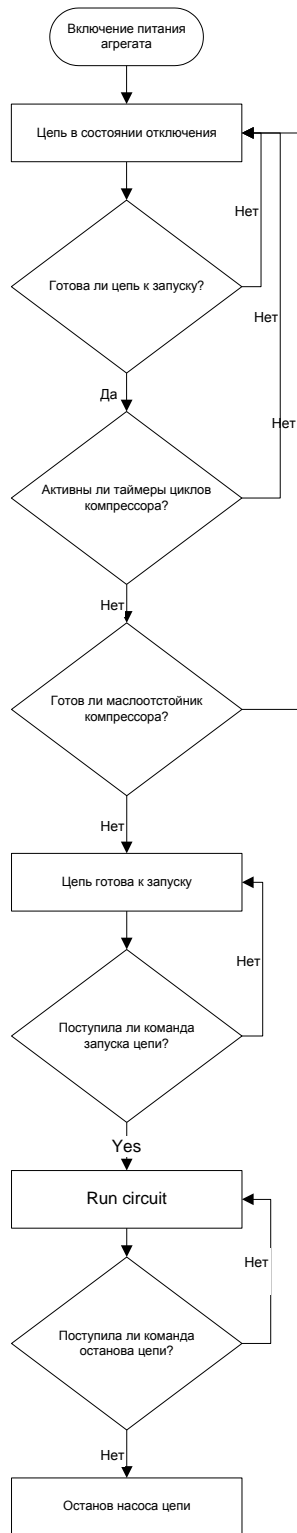 Включение питания
агрегата
Цепь в состоянии отключения
Нет
Готова ли цепь к запуску?
Нет
Да
Нет
Активны ли таймеры циклов
компрессора?
Нет
Готов ли маслоотстойник
компрессора?
Нет
Цепь готова к запуску
Нет
Поступила ли команда
запуска цепи?
Yes
Run circuit
Нет
Поступила ли команда
останова цепи?
Нет
Останов насоса цепи